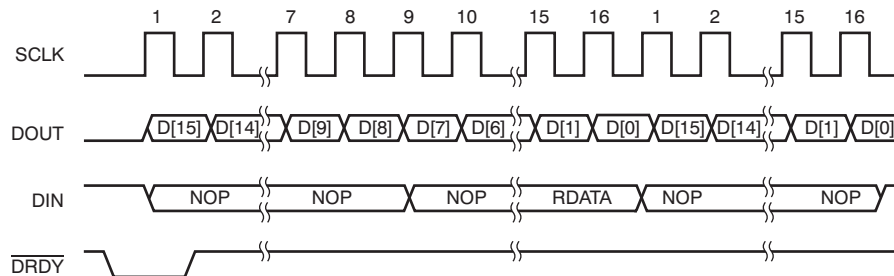 1 2 7 8 9 10 15 16 1 2 15 16
SCLK
DOUT D[15] D[14] D[9] D[8] D[7] D[6] D[1] D[0] D[15] D[14] D[1] D[0]
DIN NOP NOP NOP RDATA NOP NOP
DRDY